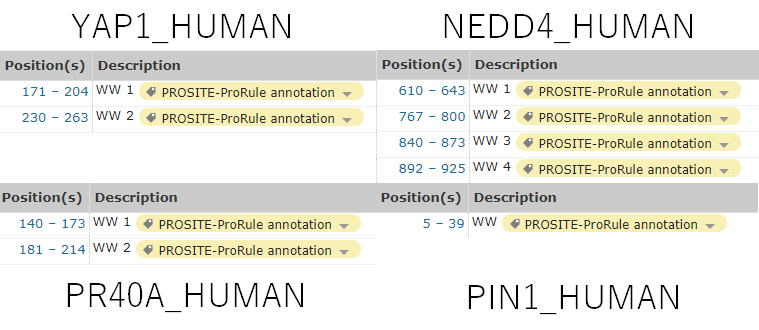 YAP1_HUMAN NEDD4_HUMAN
Position(s) Description Position(s) Description
171 – 204 WW 1 PROSITE-ProRule annotation 610 – 643 WW 1 PROSITE-ProRule annotation
230 – 263 WW 2 PROSITE-ProRule annotation 767 – 800 WW 2 PROSITE-ProRule annotation
840 – 873 WW 3 PROSITE-ProRule annotation
892 – 925 WW 4 PROSITE-ProRule annotation
Position(s) Description Position(s) Description
140 – 173 WW 1 PROSITE-ProRule annotation 5 – 39 WW PROSITE-ProRule annotation
181 – 214 WW 2 PROSITE-ProRule annotation
PR40A_HUMAN PIN1_HUMAN